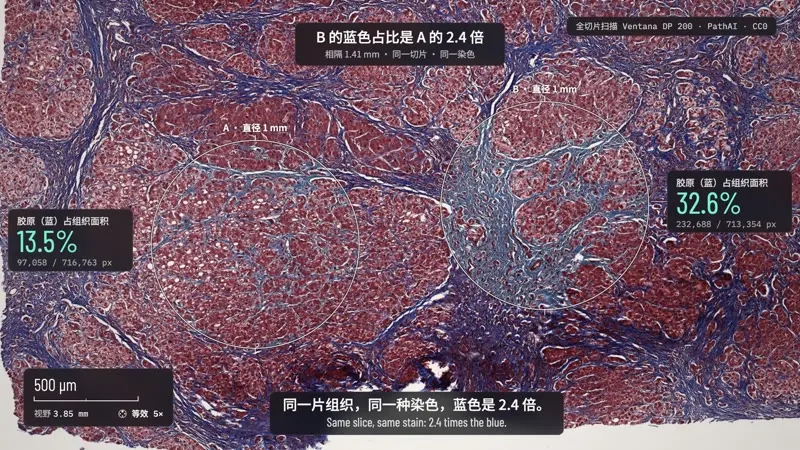 B 的蓝色占比是 A 的 2.4 倍
相隔 1.41 mm · 同一切片 · 同一染色
全切片扫描 Ventana DP 200 · PathAI · CC0
A · 直径 1 mm
B · 直径 1 mm
胶原（蓝）占组织面积
13.5%
97,058 / 716,763 px
胶原（蓝）占组织面积
32.6%
232,688 / 713,354 px
500 µm
视野 3.85 mm
等效 5×
同一片组织，同一种染色，蓝色是 2.4 倍。
Same slice, same stain: 2.4 times the blue.